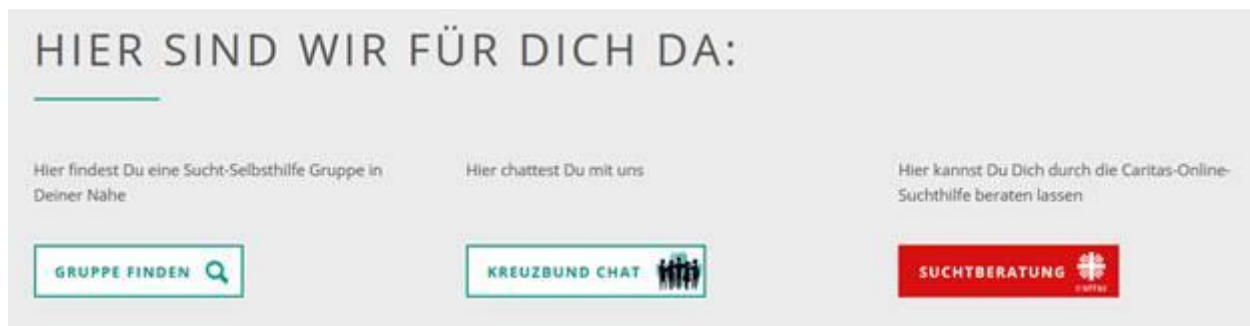 HIER SIND WIR FÜR DICH DA:
Hier findest Du eine Sucht-Selbsthilfe Gruppe in
Deiner Nähe
Hier chattest Du mit uns
Hier kannst Du Dich durch die Caritas-Online-
Suchthilfe beraten lassen
GRUPPE FINDEN
KREUZBUND CHAT
SUCHTBERATUNG
caritas